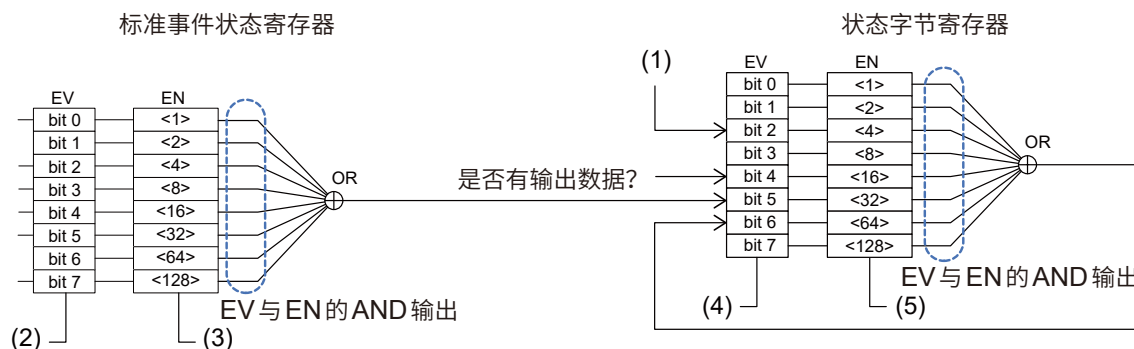 标准事件状态寄存器
状态字节寄存器
(1)
EV
EN
bit 0
<1>
bit 1
<2>
bit 2
<4>
bit 3
<8>
bit 4
<16>
bit 5
<32>
bit 6
<64>
bit 7
<128>
OR
EV与EN的AND输出
(2)
(3)
是否有输出数据?
EV
EN
bit 0
<1>
bit 1
<2>
bit 2
<4>
bit 3
<8>
bit 4
<16>
bit 5
<32>
bit 6
<64>
bit 7
<128>
OR
EV与EN的AND输出
(4)
(5)